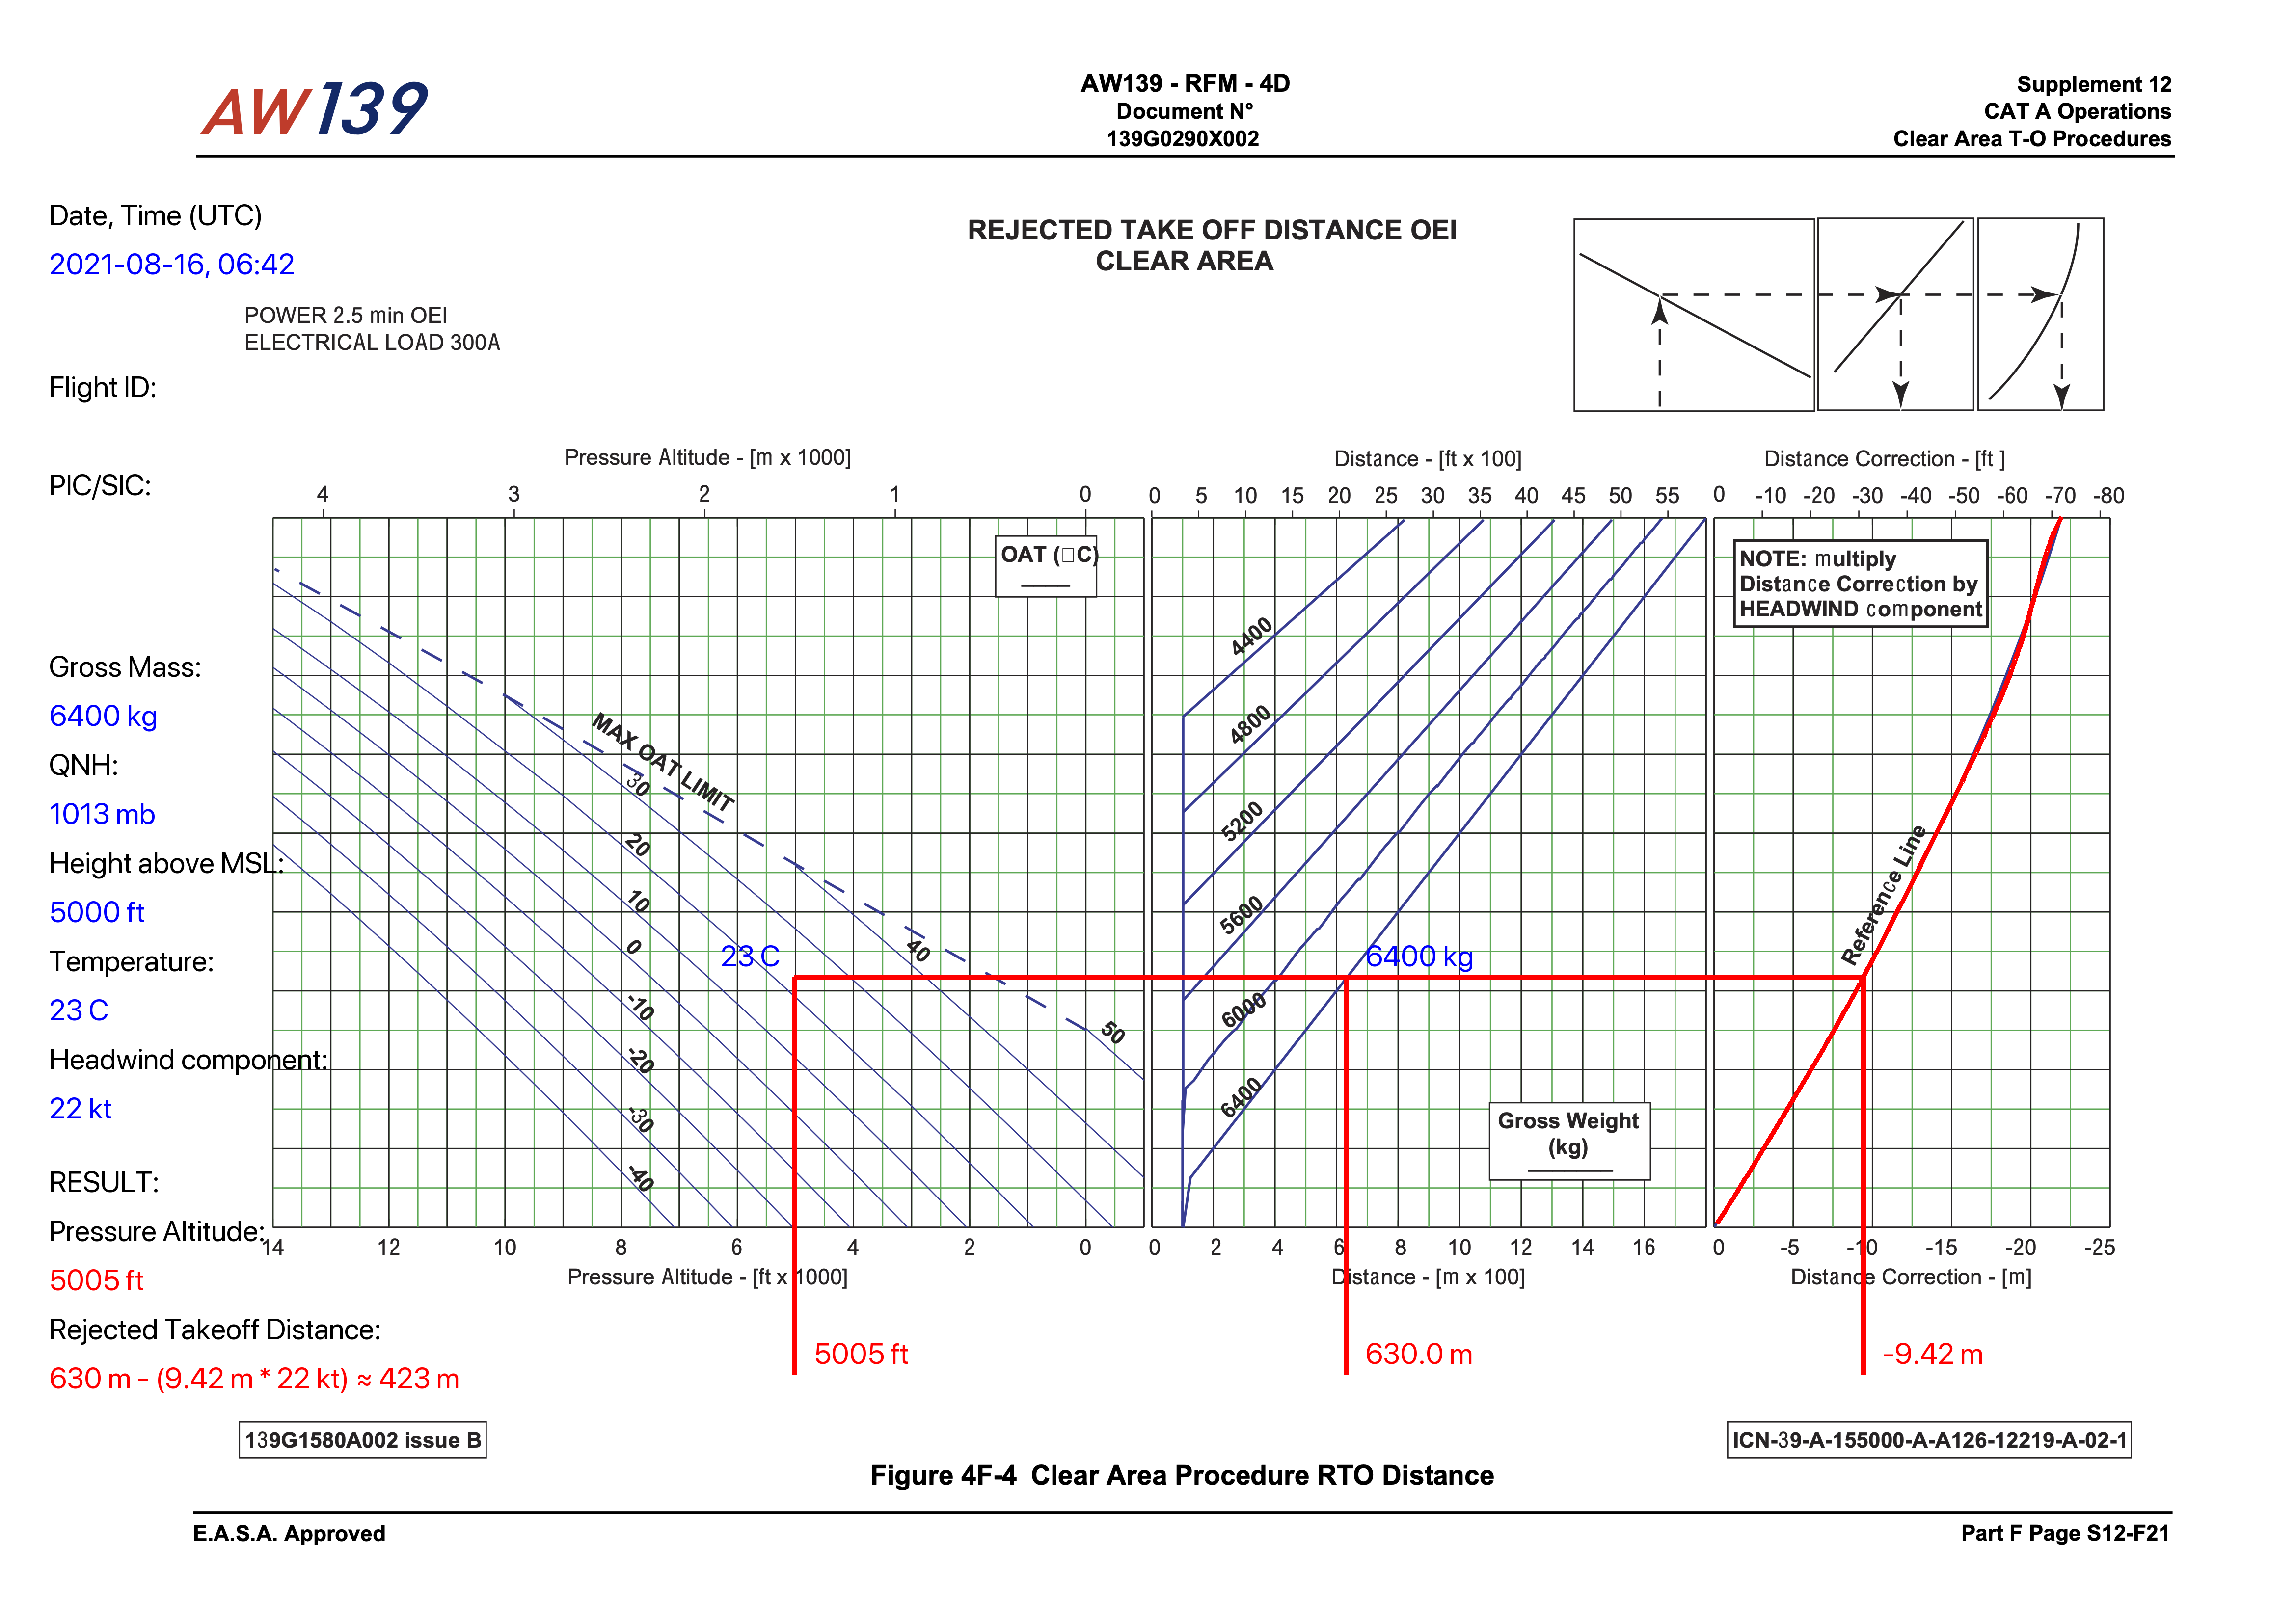 AW139
AW139 - RFM - 4D
Document N°
139G0290X002
Supplement 12
CAT A Operations
Clear Area T-O Procedures
Date, Time (UTC)
2021-08-16, 06:42
REJECTED TAKE OFF DISTANCE OEI
CLEAR AREA
POWER 2.5 min OEI
ELECTRICAL LOAD 300A
Flight ID:
PIC/SIC:
Pressure Altitude - [m x 1000]
4 3 2 1 0
Distance - [ft x 100]
0 5 10 15 20 25 30 35 40 45 50 55
Distance Correction - [ft ]
0 -10 -20 -30 -40 -50 -60 -70 -80
OAT (□C)
NOTE: multiply
Distance Correction by
HEADWIND component
MAX OAT LIMIT
30
20
10
0
-10
-20
-30
-40
40
50
23 C
4400
4800
5200
5600
6000
6400
6400 kg
Gross Weight
(kg)
Reference Line
Gross Mass:
6400 kg
QNH:
1013 mb
Height above MSL:
5000 ft
Temperature:
23 C
Headwind component:
22 kt
RESULT:
Pressure Altitude:
5005 ft
Rejected Takeoff Distance:
630 m - (9.42 m * 22 kt) ≈ 423 m
14 12 10 8 6 4 2 0
Pressure Altitude - [ft x 1000]
0 2 4 6 8 10 12 14 16
Distance - [m x 100]
0 -5 -10 -15 -20 -25
Distance Correction - [m]
5005 ft
630.0 m
-9.42 m
139G1580A002 issue B
ICN-39-A-155000-A-A126-12219-A-02-1
Figure 4F-4 Clear Area Procedure RTO Distance
E.A.S.A. Approved
Part F Page S12-F21